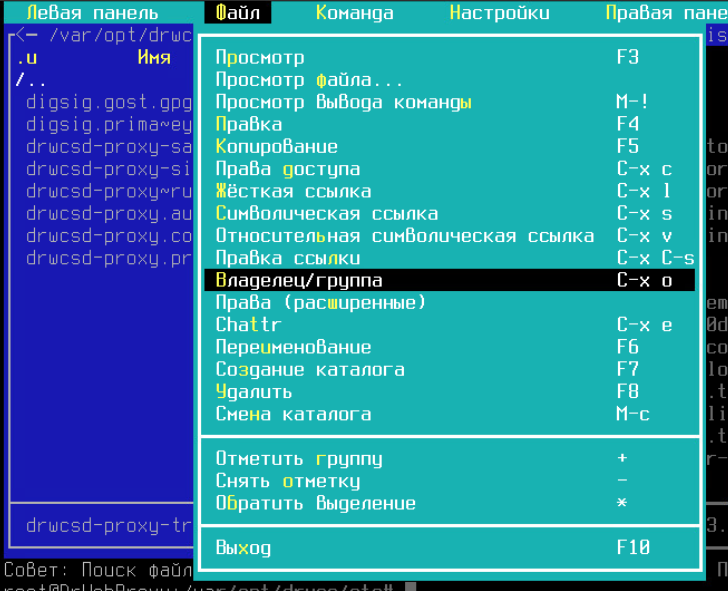 Левая панель Файл Команда Настройки Правая пане
<— /var/opt/drwc is
.и Имя
/..
Просмотр F3
Просмотр файла...
digsig.gost.gpg Просмотр вывода команды M-!
digsig.prima~ey Правка F4
drwcsd-proxy-sa Копирование F5 to
drwcsd-proxy-si Права доступа C-x c or
drwcsd-proxy~ru Жёсткая ссылка C-x l or
drwcsd-proxy.au Символическая ссылка C-x s in
drwcsd-proxy.co Относительная символическая ссылка C-x v in
drwcsd-proxy.pr Правка ссылки C-x C-s
Владелец/группа C-x o
Права (расширенные) em
Chattr C-x e 0d
Переименование F6 co
Создание каталога F7 lo
Удалить F8 .t
Смена каталога M-c li
.t
Отметить группу + r-
Снять отметку -
Обратить выделение *
drwcsd-proxy-tr 3.
Выход F10
Совет: Поиск файл П
root@DrWebProxy:/var/opt/drwcs/etc#